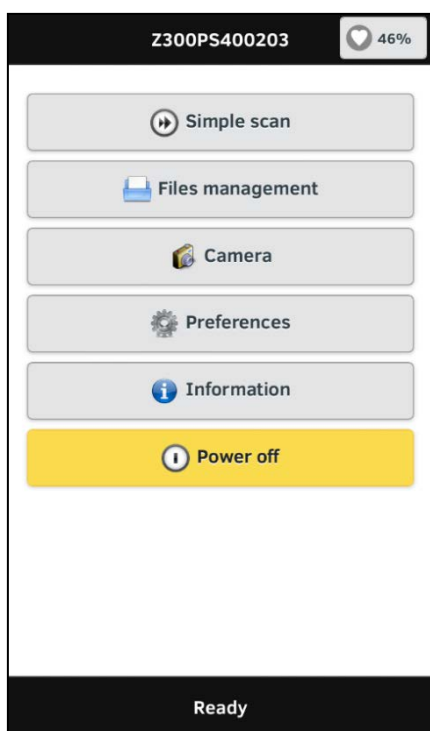 Z300PS400203
46%
Simple scan
Files management
Camera
Preferences
Information
Power off
Ready